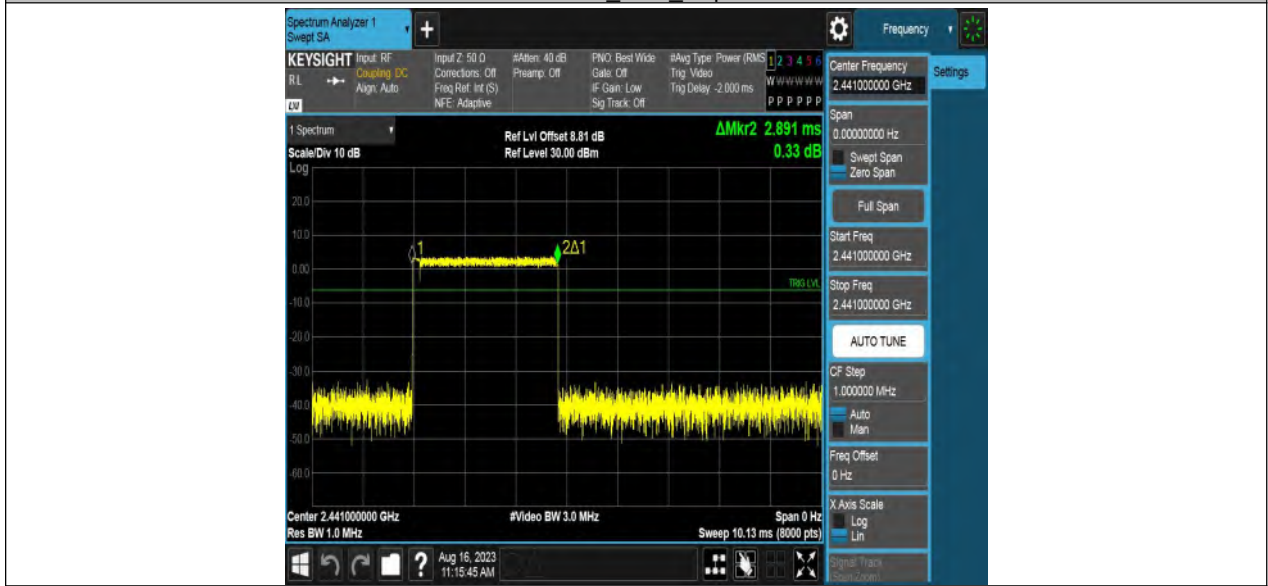 Spectrum Analyzer 1
Swept SA
+
Frequency
KEYSIGHT
RL
Input: RF
Coupling: DC
Align: Auto
Input Z: 50 Ω
Corrections: Off
Freq Ref: Int (S)
NFE: Adaptive
#Atten: 40 dB
Preamp: Off
PNO: Best Wide
Gate: Off
IF Gain: Low
Sig Track: Off
#Avg Type: Power (RMS
Trig: Video
Trig Delay: -2.000 ms
1 2 3 4 5 6
W W W W W W
P P P P P P
Center Frequency
2.441000000 GHz
Settings
Span
0.00000000 Hz
Swept Span
Zero Span
Full Span
Start Freq
2.441000000 GHz
Stop Freq
2.441000000 GHz
AUTO TUNE
CF Step
1.000000 MHz
Auto
Man
Freq Offset
0 Hz
X Axis Scale
Log
Lin
Signal Track
(Span Zoom)
1 Spectrum
Scale/Div 10 dB
Ref Lvl Offset 8.81 dB
Ref Level 30.00 dBm
ΔMkr2 2.891 ms
0.33 dB
Log
20.0
10.0
0.00
-10.0
-20.0
-30.0
-40.0
-50.0
-60.0
1
2Δ1
TRIG LVL
Center 2.441000000 GHz
Res BW 1.0 MHz
#Video BW 3.0 MHz
Span 0 Hz
Sweep 10.13 ms (8000 pts)
?
Aug 16, 2023
11:15:45 AM